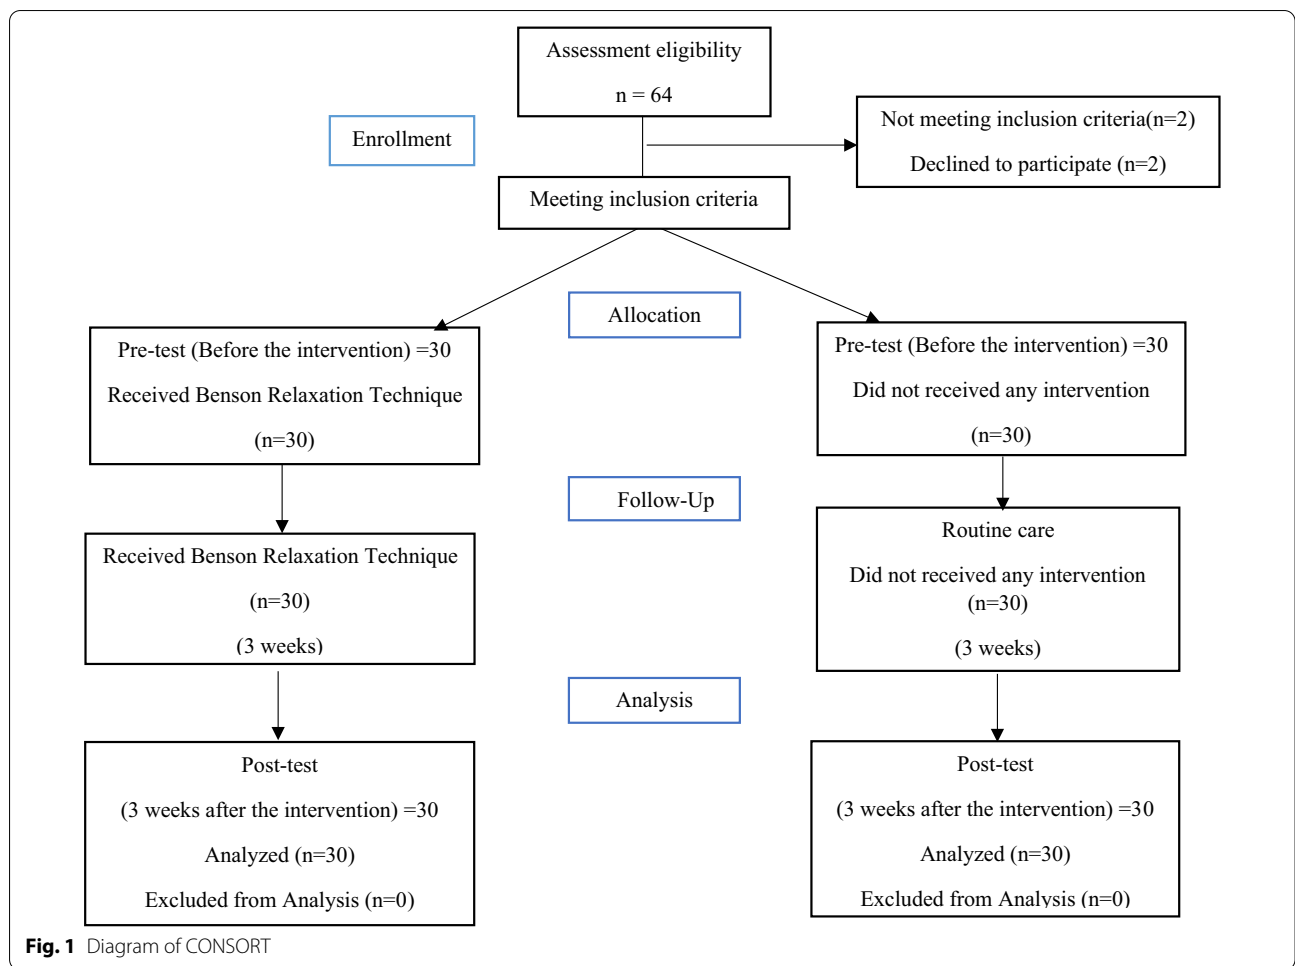 Assessment eligibility
n = 64
Enrollment
Not meeting inclusion criteria(n=2)
Declined to participate (n=2)
Meeting inclusion criteria
Allocation
Pre-test (Before the intervention) =30
Received Benson Relaxation Technique
(n=30)
Pre-test (Before the intervention) =30
Did not received any intervention
(n=30)
Follow-Up
Received Benson Relaxation Technique
(n=30)
(3 weeks)
Routine care
Did not received any intervention
(n=30)
(3 weeks)
Analysis
Post-test
(3 weeks after the intervention) =30
Analyzed (n=30)
Excluded from Analysis (n=0)
Post-test
(3 weeks after the intervention) =30
Analyzed (n=30)
Excluded from Analysis (n=0)
Fig. 1 Diagram of CONSORT